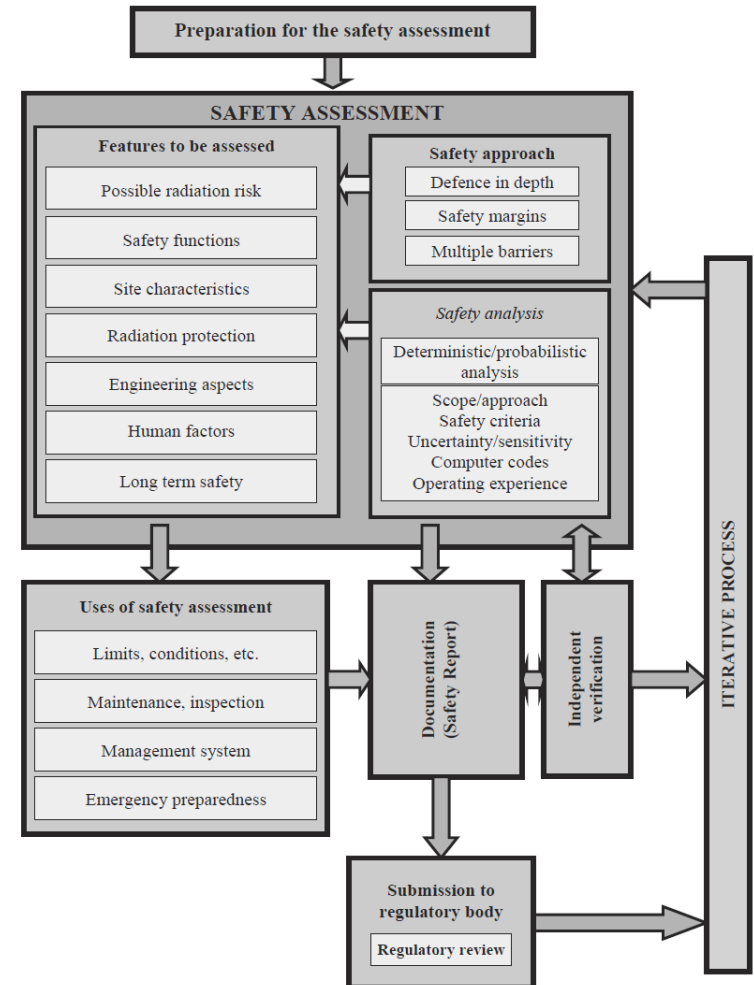 Preparation for the safety assessment
SAFETY ASSESSMENT
Features to be assessed
Possible radiation risk
Safety functions
Site characteristics
Radiation protection
Engineering aspects
Human factors
Long term safety
Safety approach
Defence in depth
Safety margins
Multiple barriers
Safety analysis
Deterministic/probabilistic
analysis
Scope/approach
Safety criteria
Uncertainty/sensitivity
Computer codes
Operating experience
Uses of safety assessment
Limits, conditions, etc.
Maintenance, inspection
Management system
Emergency preparedness
Documentation
(Safety Report)
Independent
verification
ITERATIVE PROCESS
Submission to
regulatory body
Regulatory review